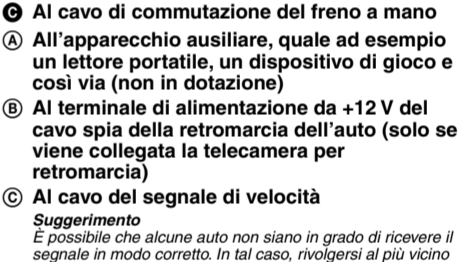 C Al cavo di commutazione del freno a mano
A All'apparecchio ausiliare, quale ad esempio
un lettore portatile, un dispositivo di gioco e
così via (non in dotazione)
B Al terminale di alimentazione da +12 V del
cavo spia della retromarcia dell'auto (solo se
viene collegata la telecamera per
retromarcia)
C Al cavo del segnale di velocità
Suggerimento
È possibile che alcune auto non siano in grado di ricevere il
segnale in modo corretto. In tal caso, rivolgersi al più vicino